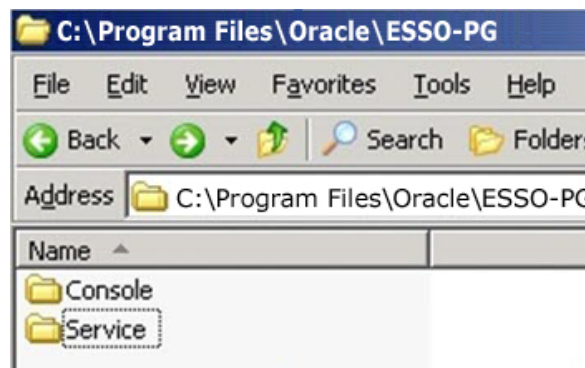 C:\Program Files\Oracle\ESSO-PG
File Edit View Favorites Tools Help
Back Search Folders
Address C:\Program Files\Oracle\ESSO-PG
Name
Console
Service